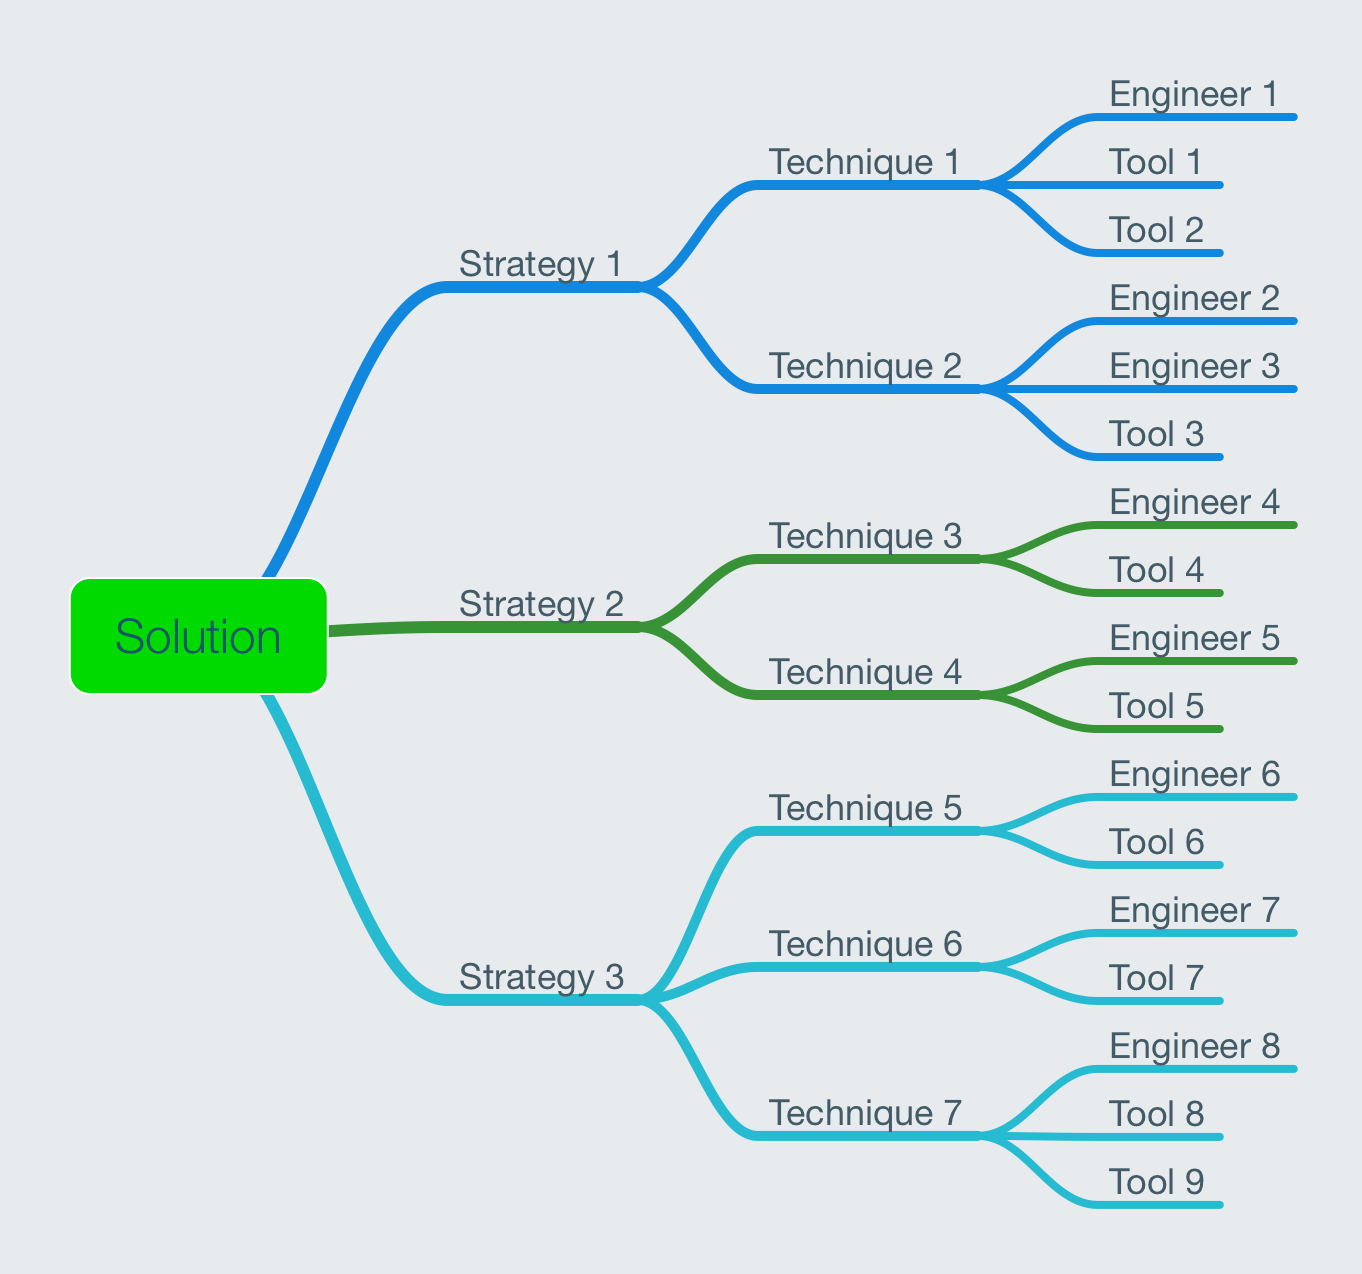 Solution
Strategy 1
Technique 1
Engineer 1
Tool 1
Tool 2
Technique 2
Engineer 2
Engineer 3
Tool 3
Strategy 2
Technique 3
Engineer 4
Tool 4
Technique 4
Engineer 5
Tool 5
Strategy 3
Technique 5
Engineer 6
Tool 6
Technique 6
Engineer 7
Tool 7
Technique 7
Engineer 8
Tool 8
Tool 9